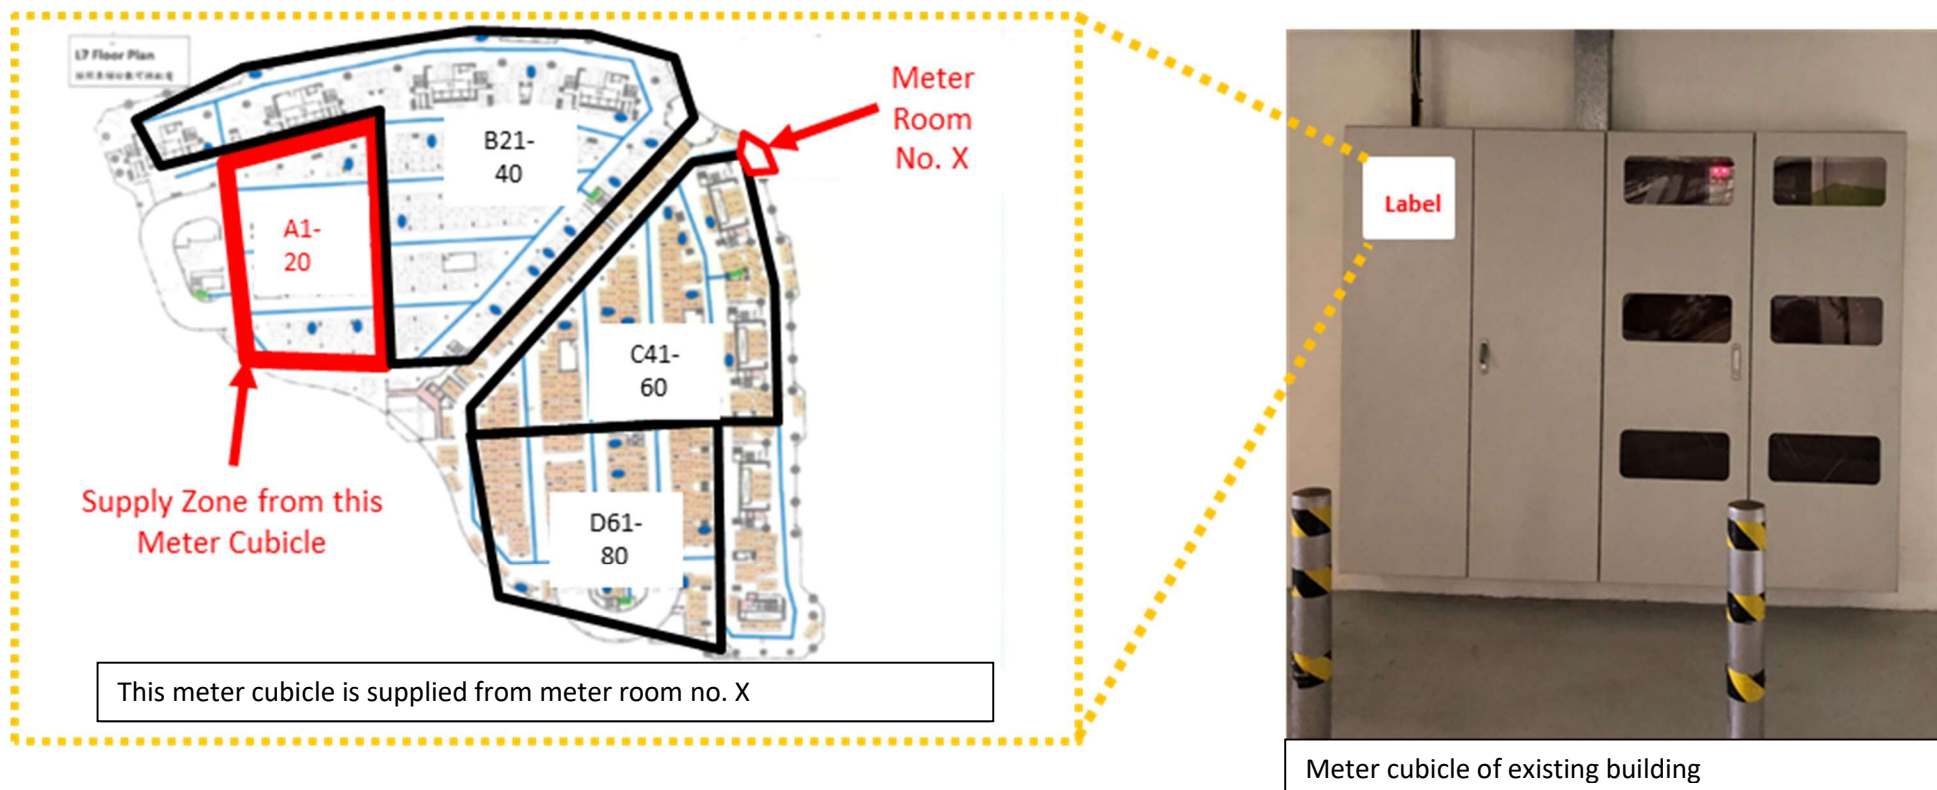 L7 Floor Plan
Meter
Room
No. X
B21-
40
A1-
20
Label
C41-
60
Supply Zone from this
Meter Cubicle
D61-
80
This meter cubicle is supplied from meter room no. X
Meter cubicle of existing building